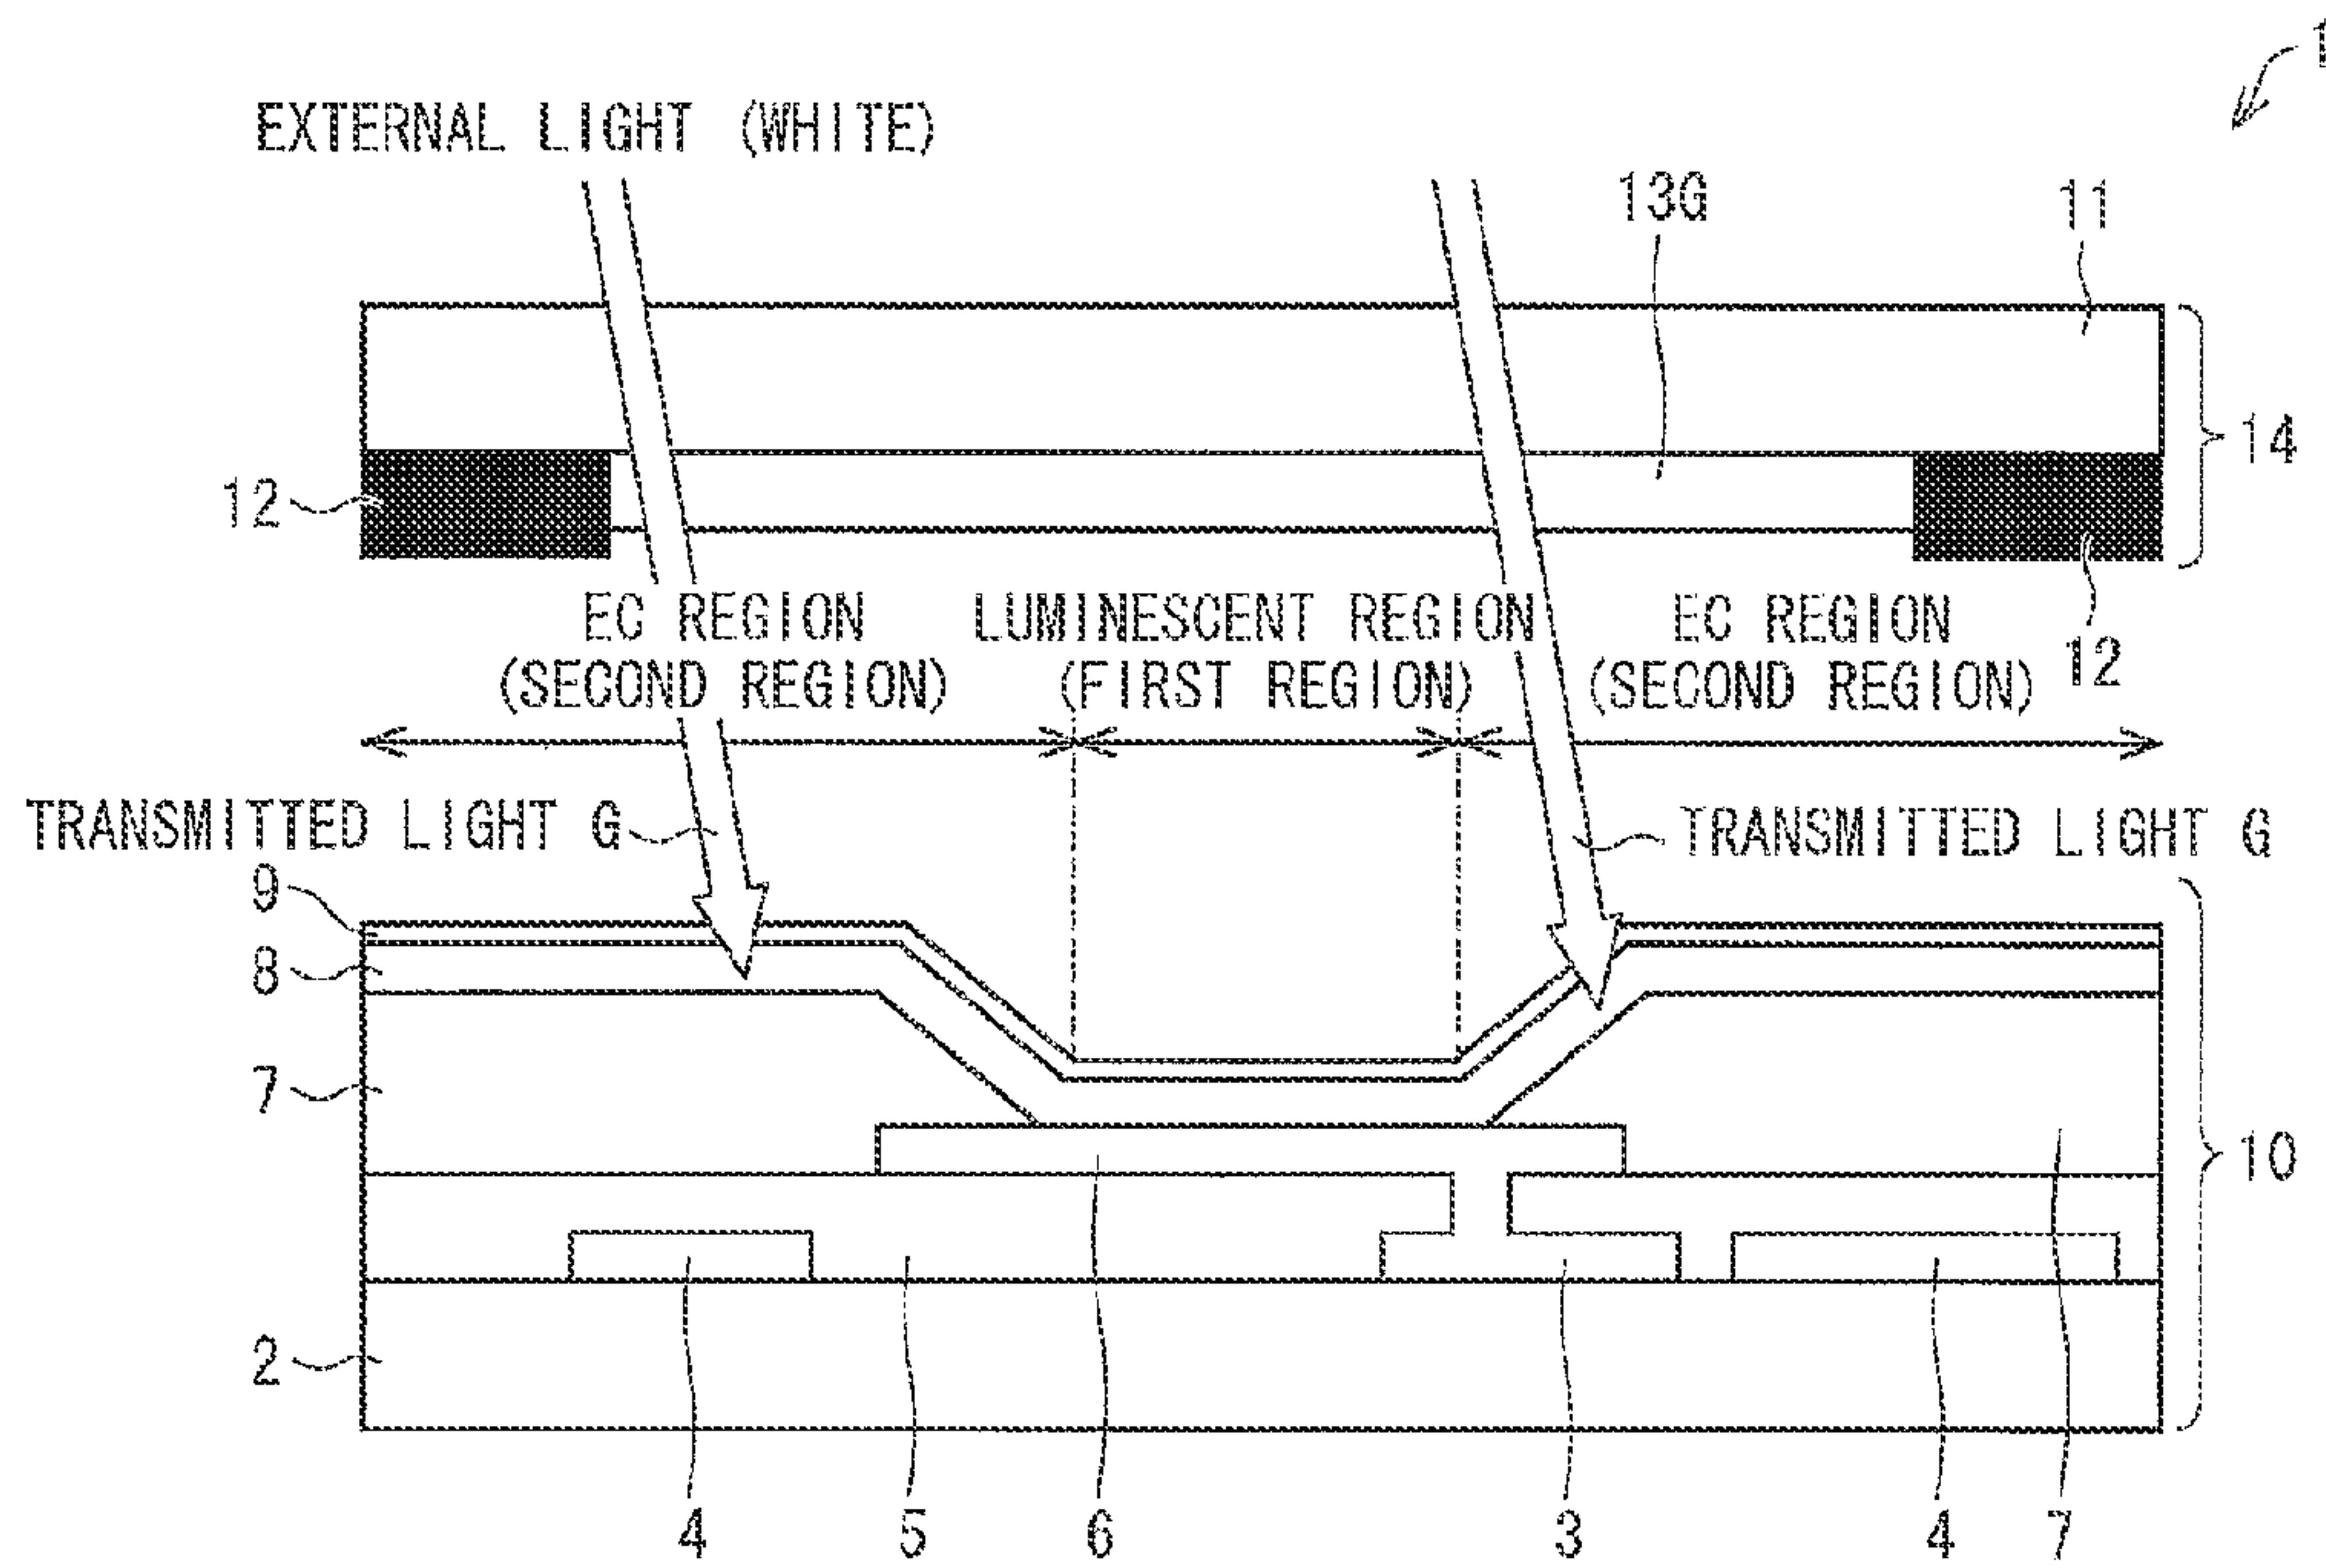 1
EXTERNAL LIGHT (WHITE)
13G
11
14
12
EC REGION
(SECOND REGION)
LUMINESCENT REGION
(FIRST REGION)
EC REGION
(SECOND REGION)
12
TRANSMITTED LIGHT G
TRANSMITTED LIGHT G
9
8
7
10
2
4
5
6
3
4
7